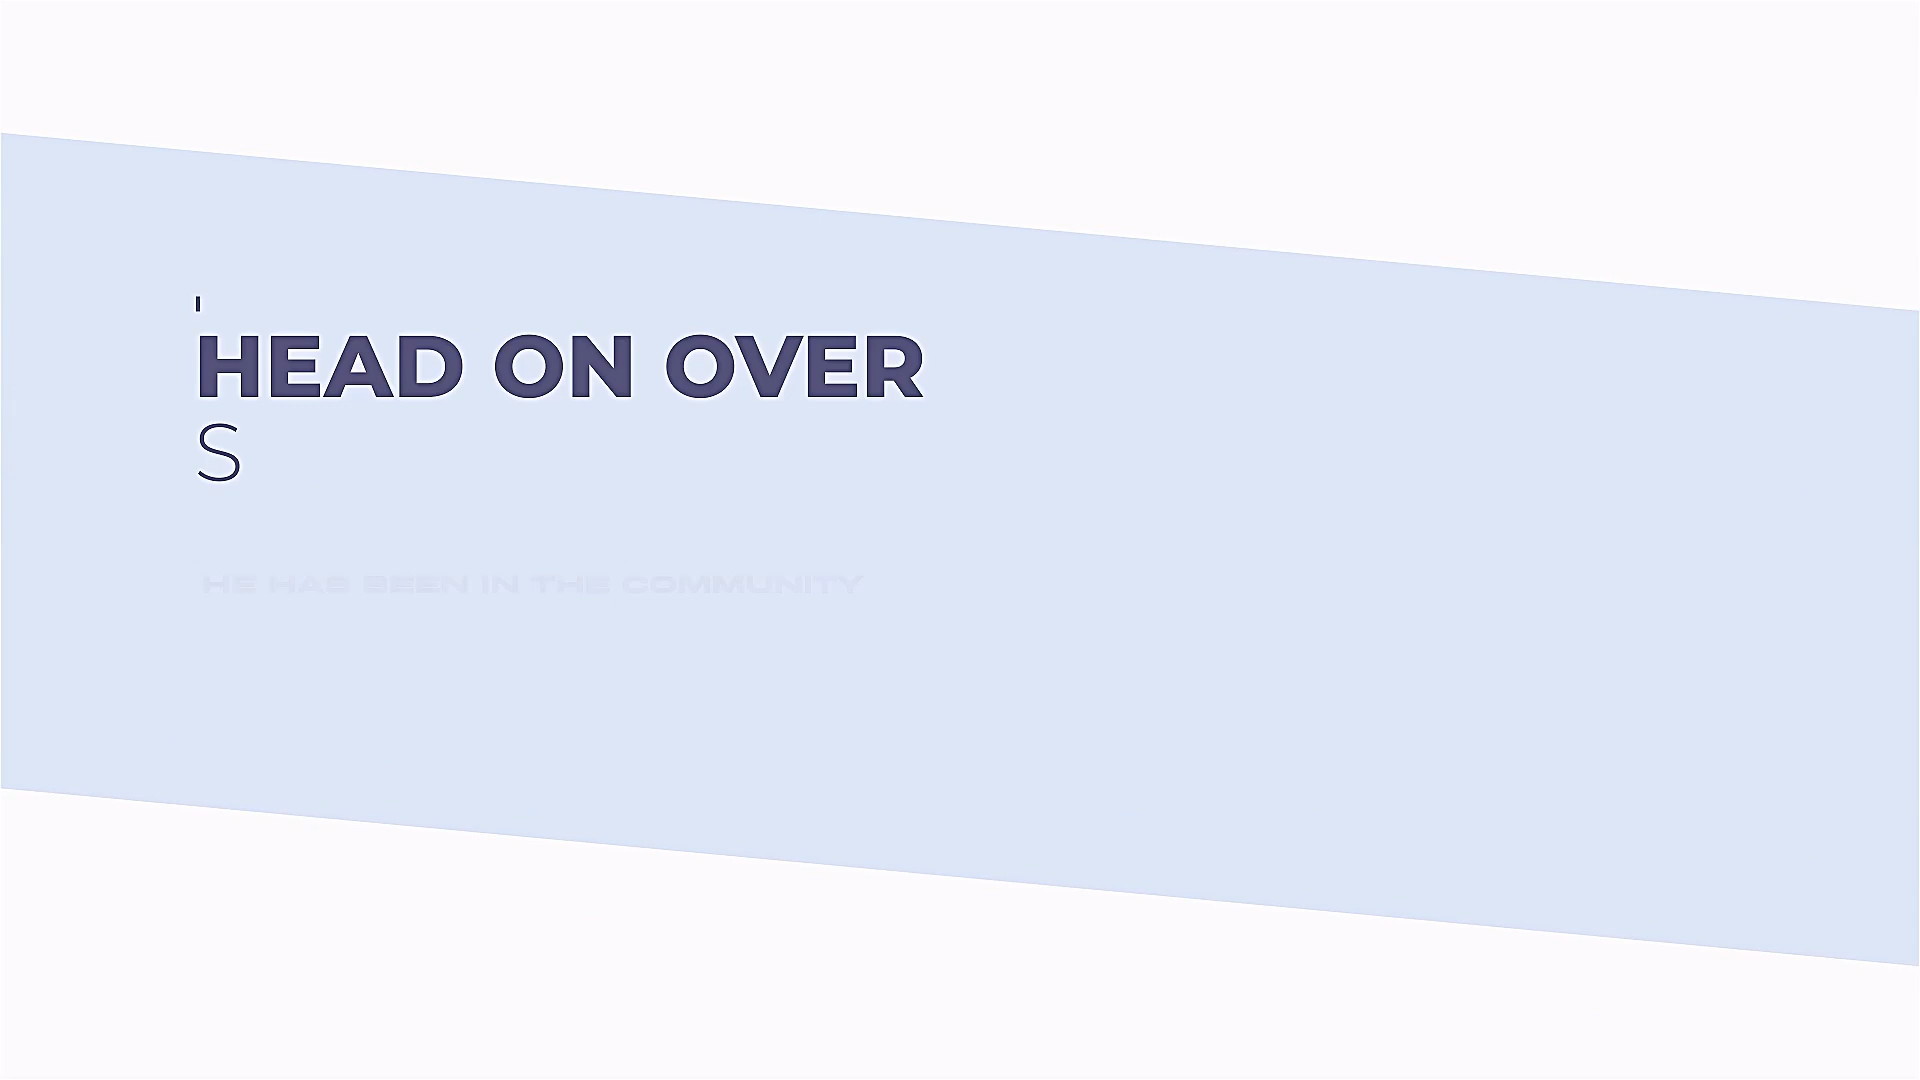 HEAD ON OVER
S
HE HAS BEEN IN THE COMMUNITY